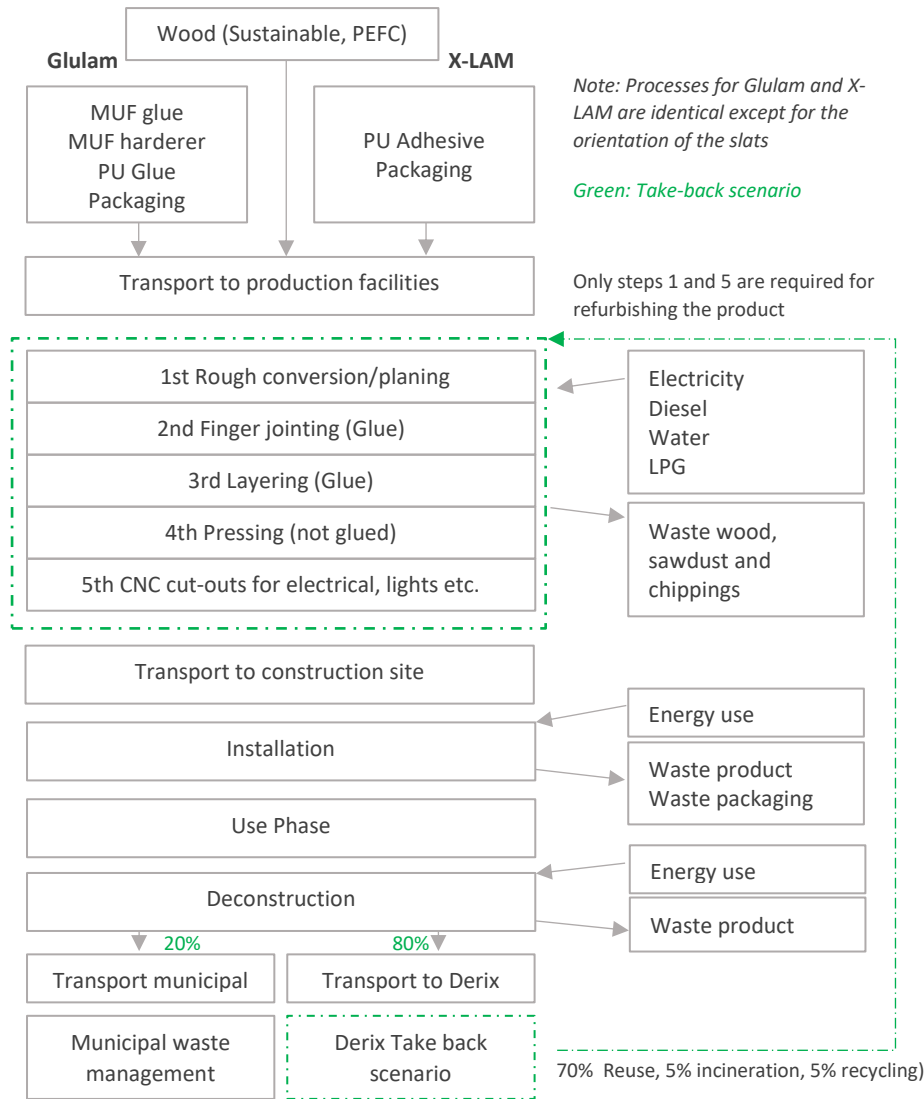 Wood (Sustainable, PEFC)
Glulam
X-LAM
MUF glue
MUF harderer
PU Glue
Packaging
PU Adhesive
Packaging
Note: Processes for Glulam and X-
LAM are identical except for the
orientation of the slats
Green: Take-back scenario
Transport to production facilities
Only steps 1 and 5 are required for
refurbishing the product
1st Rough conversion/planing
2nd Finger jointing (Glue)
3rd Layering (Glue)
4th Pressing (not glued)
5th CNC cut-outs for electrical, lights etc.
Electricity
Diesel
Water
LPG
Waste wood,
sawdust and
chippings
Transport to construction site
Energy use
Installation
Waste product
Waste packaging
Use Phase
Energy use
Deconstruction
Waste product
20%
80%
Transport municipal
Transport to Derix
Municipal waste
management
Derix Take back
scenario
70% Reuse, 5% incineration, 5% recycling)